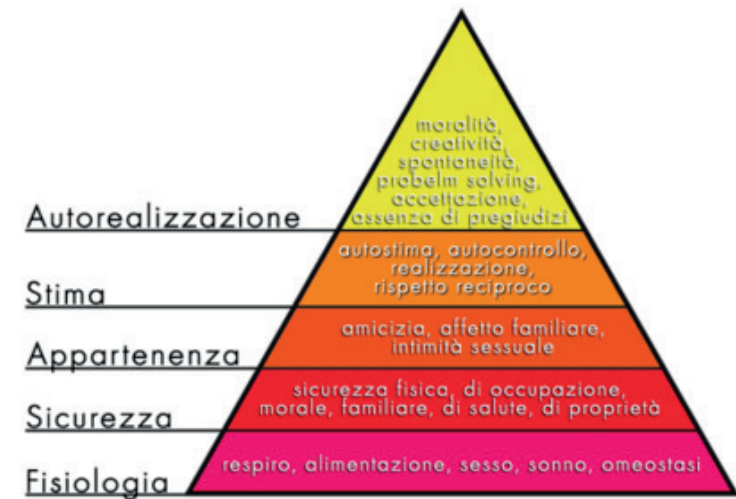 moralità,
creatività,
spontaneità,
probelm solving,
accettazione,
assenza di pregiudizi
Autorealizzazione
autostima, autocontrollo,
realizzazione,
rispetto reciproco
Stima
amicizia, affetto familiare,
intimità sessuale
Appartenenza
sicurezza fisica, di occupazione,
morale, familiare, di salute, di proprietà
Sicurezza
respiro, alimentazione, sesso, sonno, omeostasi
Fisiologia